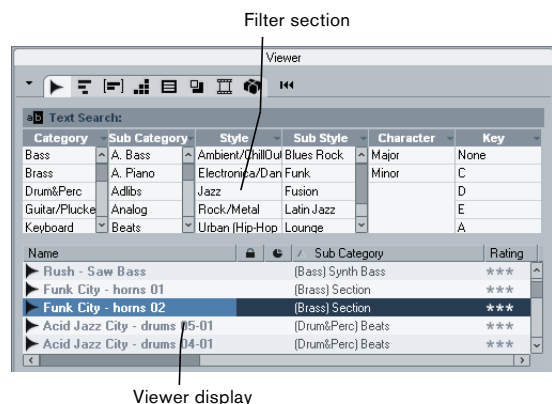 Filter section
Viewer
ab Text Search:
Category Sub Category Style Sub Style Character Key
Bass A. Bass Ambient/ChillOut Blues Rock Major None
Brass A. Piano Electronica/Dan Funk Minor C
Drum&Perc Adlibs Jazz Fusion D
Guitar/Plucke Analog Rock/Metal Latin Jazz E
Keyboard Beats Urban (Hip-Hop Lounge A
Name Sub Category Rating
Rush - Saw Bass (Bass) Synth Bass ***
Funk City - horns 01 (Brass) Section ***
Funk City - horns 02 (Brass) Section ***
Acid Jazz City - drums 05-01 (Drum&Perc) Beats ***
Acid Jazz City - drums 04-01 (Drum&Perc) Beats ***
Viewer display